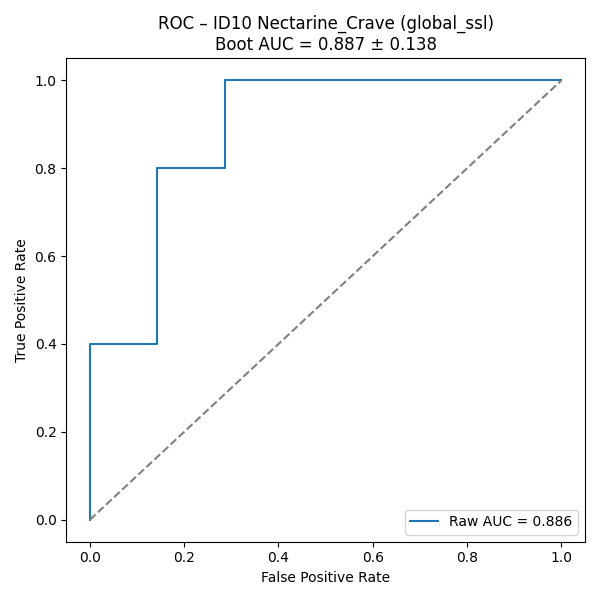 ROC – ID10 Nectarine_Crave (global_ssl)
Boot AUC = 0.887 ± 0.138
1.0
0.8
0.6
0.4
0.2
0.0
True Positive Rate
Raw AUC = 0.886
0.0 0.2 0.4 0.6 0.8 1.0
False Positive Rate